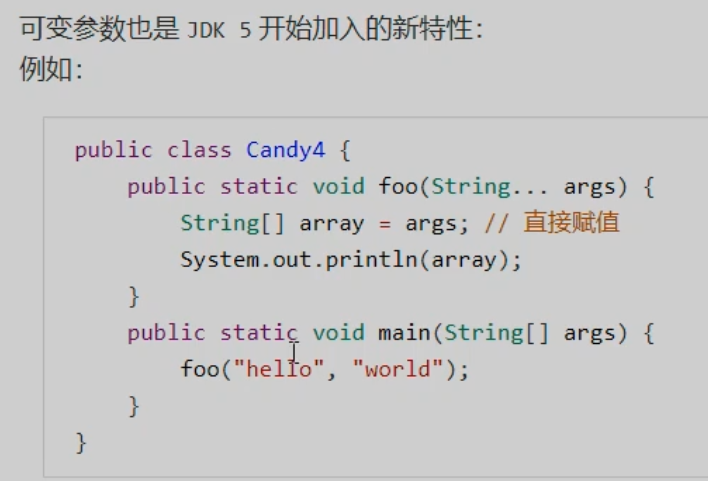 可变参数也是 JDK 5 开始加入的新特性：
例如：
public class Candy4 {
    public static void foo(String... args) {
        String[] array = args; // 直接赋值
        System.out.println(array);
    }
    public static void main(String[] args) {
        foo("hello", "world");
    }
}